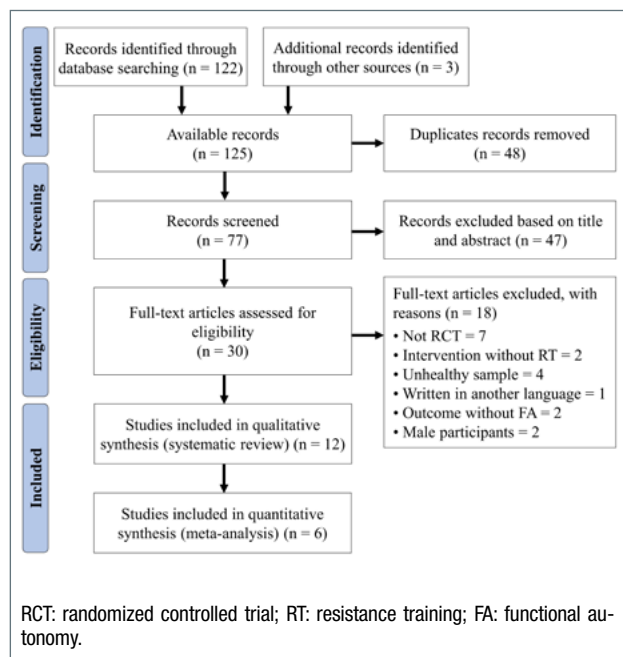 Identification
Records identified through
database searching (n = 122)
Additional records identified
through other sources (n = 3)
Available records
(n = 125)
Duplicates records removed
(n = 48)
Screening
Records screened
(n = 77)
Records excluded based on title
and abstract (n = 47)
Eligibility
Full-text articles assessed for
eligibility
(n = 30)
Full-text articles excluded, with
reasons (n = 18)
• Not RCT = 7
• Intervention without RT = 2
• Unhealthy sample = 4
• Written in another language = 1
• Outcome without FA = 2
• Male participants = 2
Included
Studies included in qualitative
synthesis (systematic review) (n = 12)
Studies included in quantitative
synthesis (meta-analysis) (n = 6)
RCT: randomized controlled trial; RT: resistance training; FA: functional au-
tonomy.